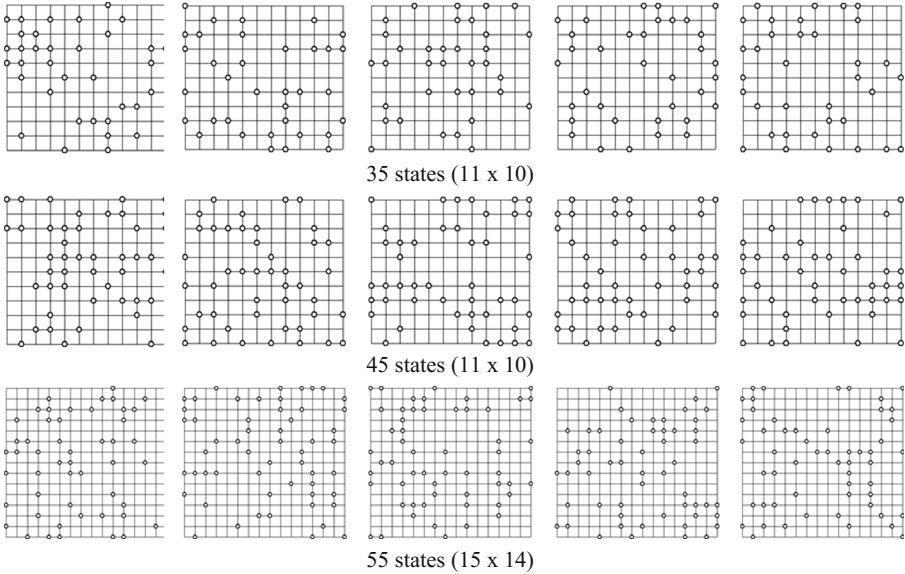 35 states (11 x 10)
45 states (11 x 10)
55 states (15 x 14)